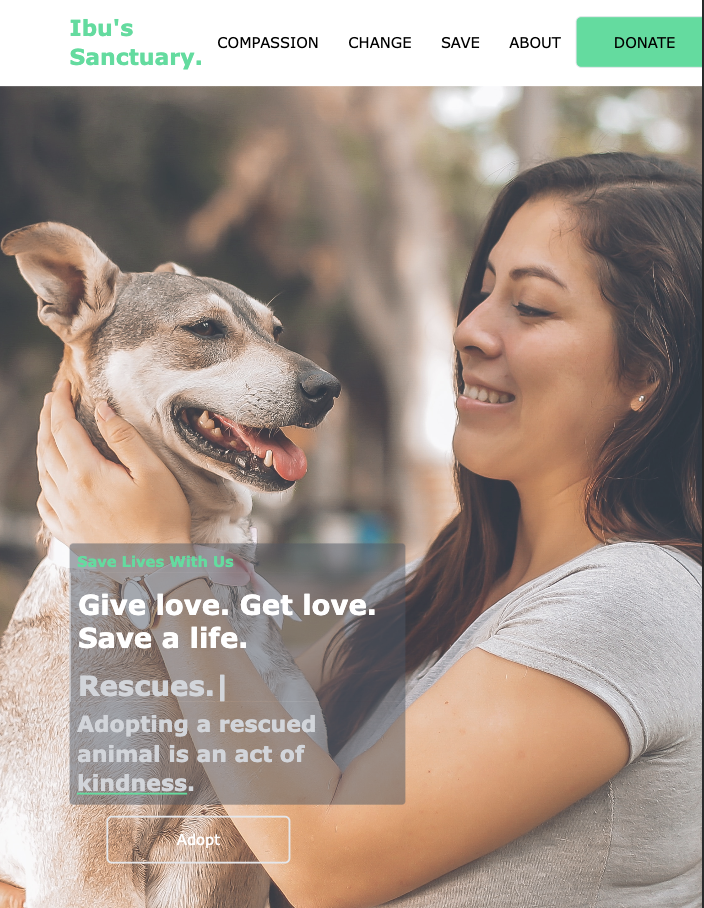 Ibu's
Sanctuary.
COMPASSION CHANGE SAVE ABOUT DONATE
Save Lives With Us
Give love. Get love.
Save a life.
Rescues.|
Adopting a rescued
animal is an act of
kindness.
Adopt